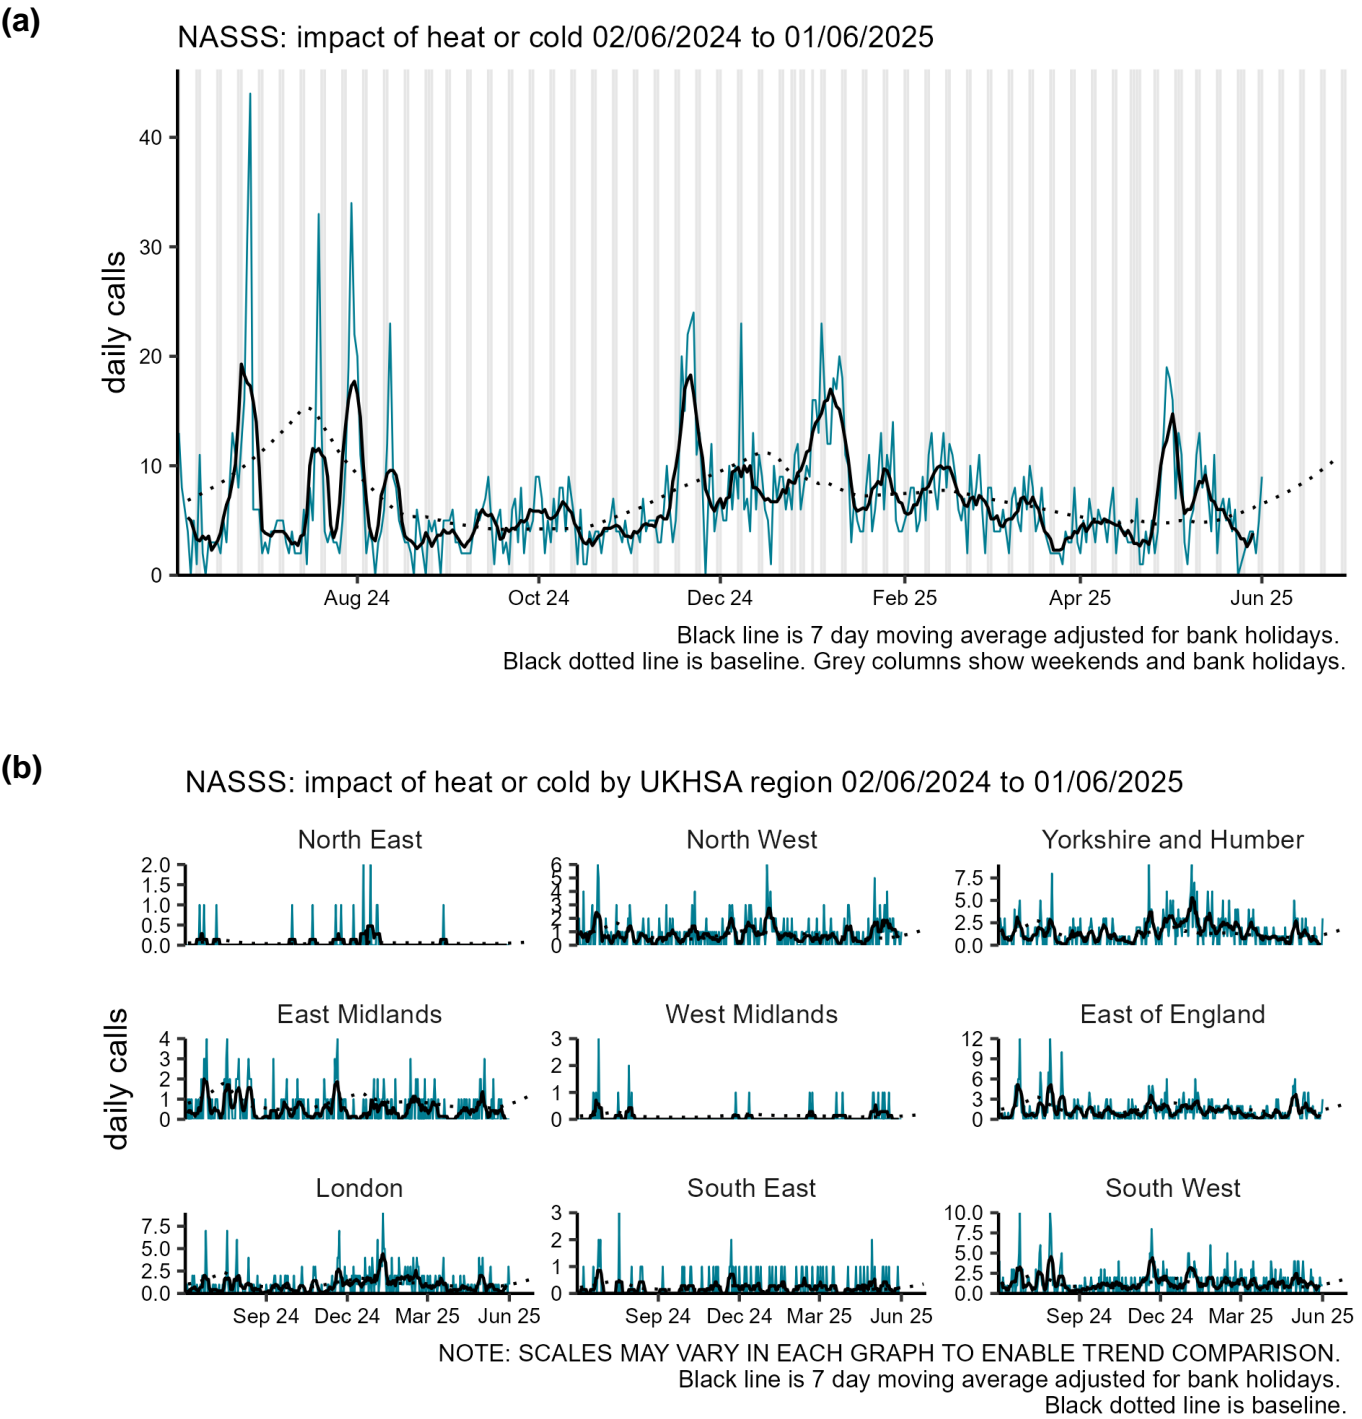 (a)
NASSS: impact of heat or cold 02/06/2024 to 01/06/2025
daily calls
40
30
20
10
0
Aug 24 Oct 24 Dec 24 Feb 25 Apr 25 Jun 25
Black line is 7 day moving average adjusted for bank holidays.
Black dotted line is baseline. Grey columns show weekends and bank holidays.
(b)
NASSS: impact of heat or cold by UKHSA region 02/06/2024 to 01/06/2025
daily calls
North East
2.0
1.5
1.0
0.5
0.0
North West
6
5
4
3
2
1
0
Yorkshire and Humber
7.5
5.0
2.5
0.0
East Midlands
4
3
2
1
0
West Midlands
3
2
1
0
East of England
12
9
6
3
0
London
7.5
5.0
2.5
0.0
Sep 24 Dec 24 Mar 25 Jun 25
South East
3
2
1
0
Sep 24 Dec 24 Mar 25 Jun 25
South West
10.0
7.5
5.0
2.5
0.0
Sep 24 Dec 24 Mar 25 Jun 25
NOTE: SCALES MAY VARY IN EACH GRAPH TO ENABLE TREND COMPARISON.
Black line is 7 day moving average adjusted for bank holidays.
Black dotted line is baseline.